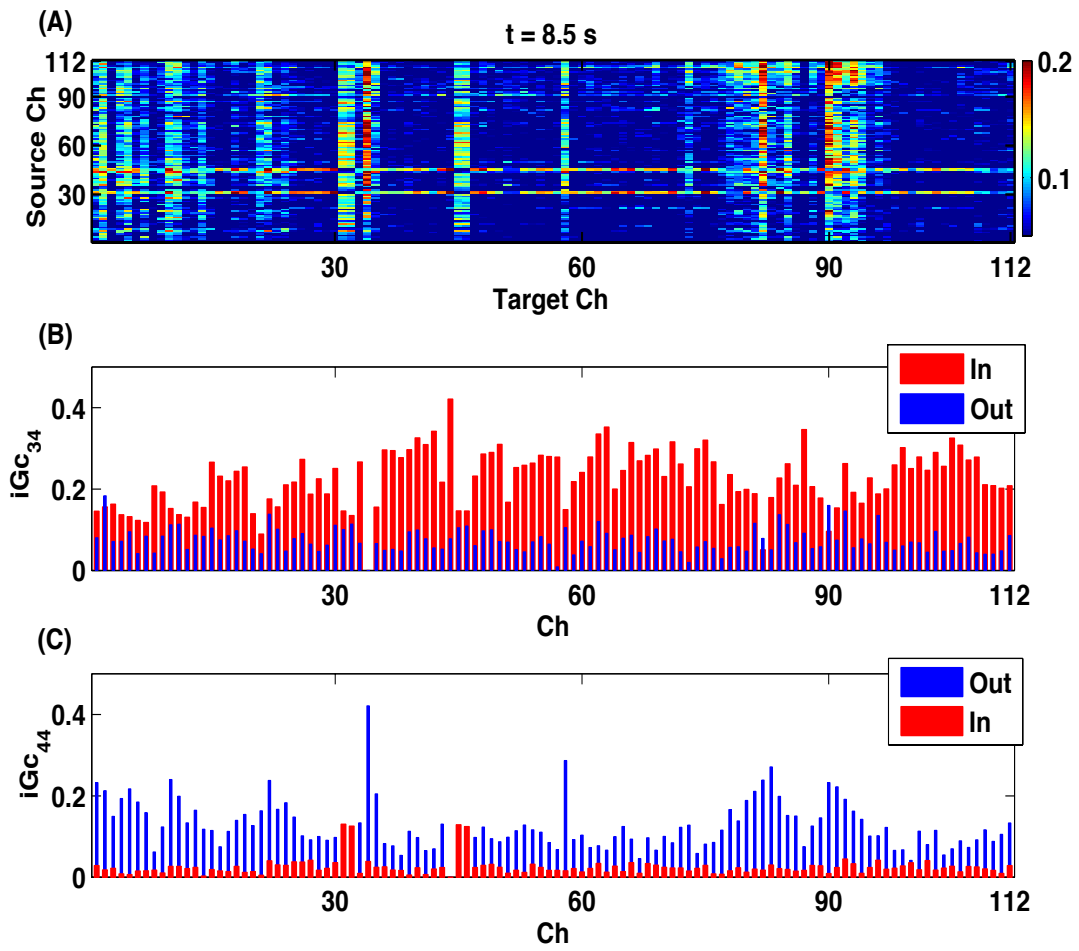 (A)
t = 8.5 s
Source Ch
112
90
60
30
30 60 90 112
Target Ch
0.2
0.1
(B)
iGc34
0.4
0.2
0
In
Out
30 60 90 112
Ch
(C)
iGc44
0.4
0.2
0
Out
In
30 60 90 112
Ch